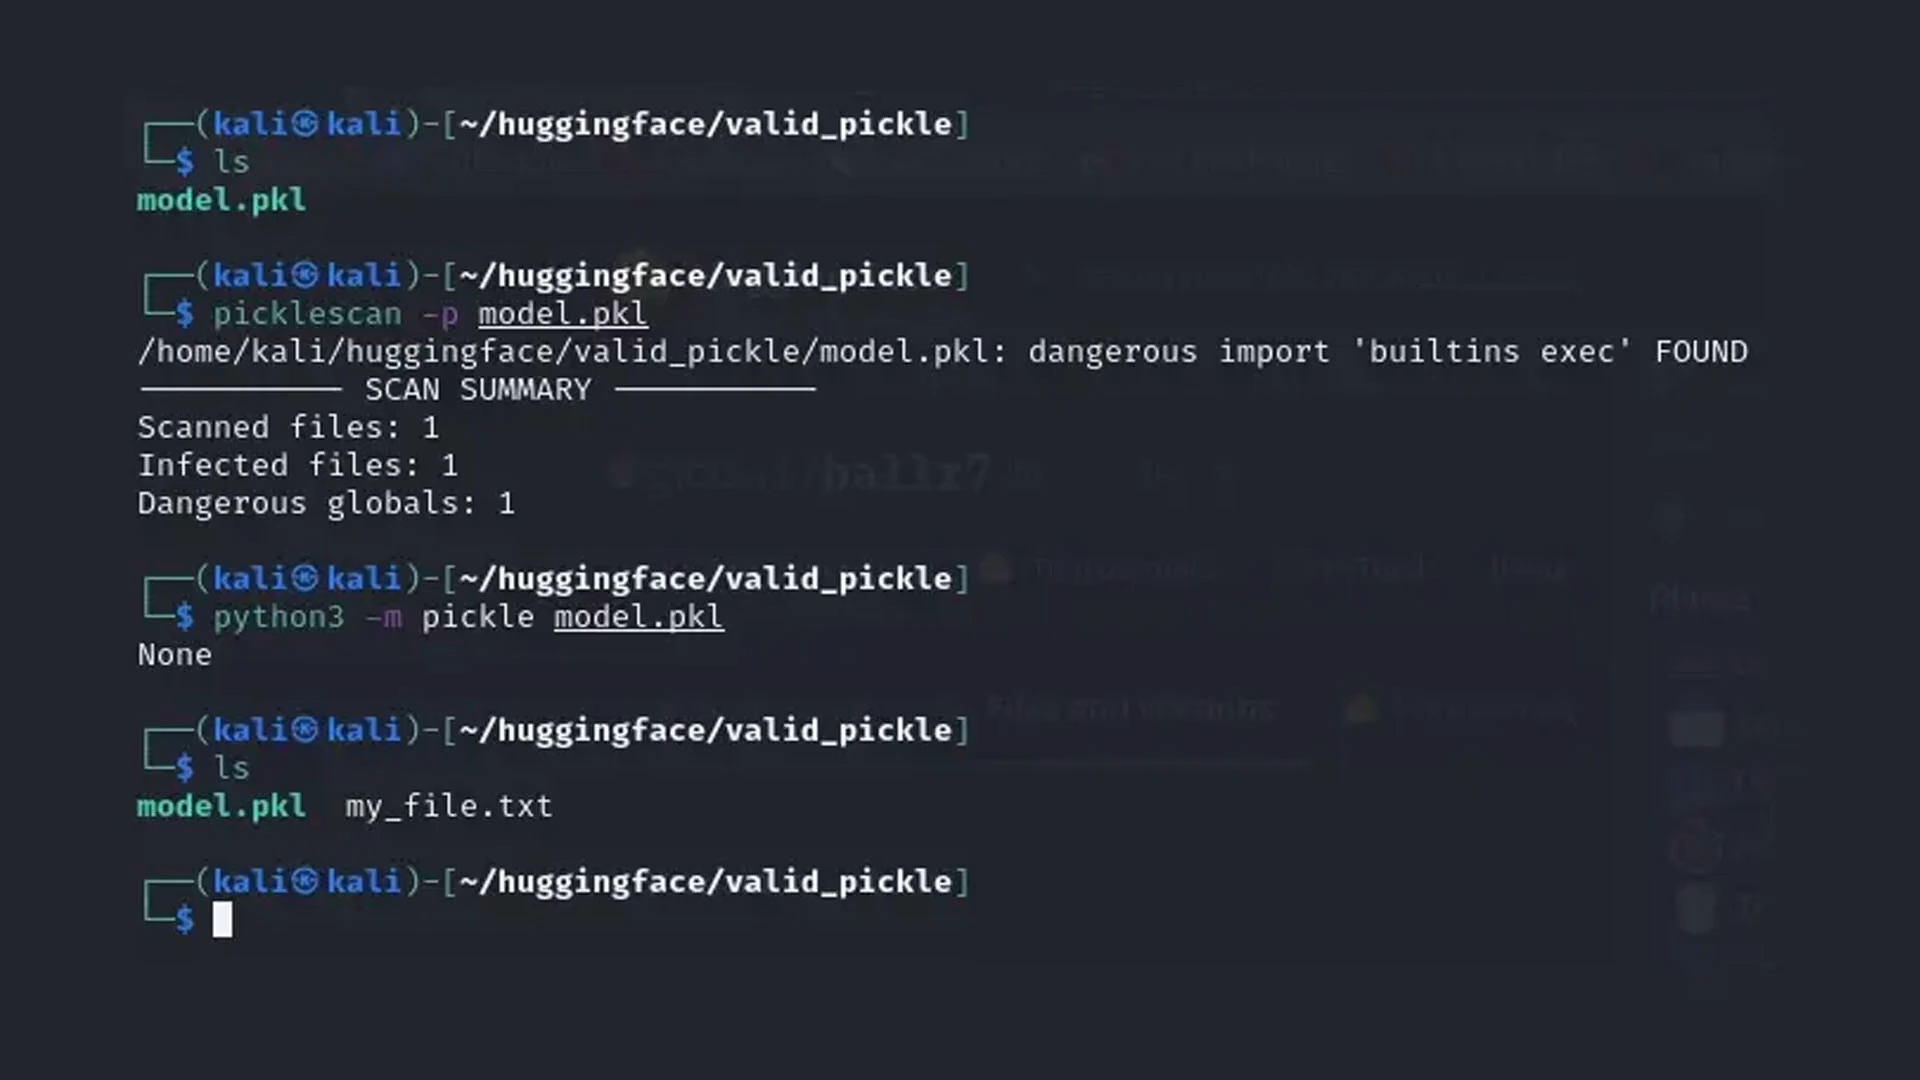 ┌──(kali㉿kali)-[~/huggingface/valid_pickle]
└─$ ls
model.pkl
┌──(kali㉿kali)-[~/huggingface/valid_pickle]
└─$ picklescan -p model.pkl
/home/kali/huggingface/valid_pickle/model.pkl: dangerous import 'builtins exec' FOUND
----------- SCAN SUMMARY -----------
Scanned files: 1
Infected files: 1
Dangerous globals: 1
┌──(kali㉿kali)-[~/huggingface/valid_pickle]
└─$ python3 -m pickle model.pkl
None
┌──(kali㉿kali)-[~/huggingface/valid_pickle]
└─$ ls
model.pkl  my_file.txt
┌──(kali㉿kali)-[~/huggingface/valid_pickle]
└─$